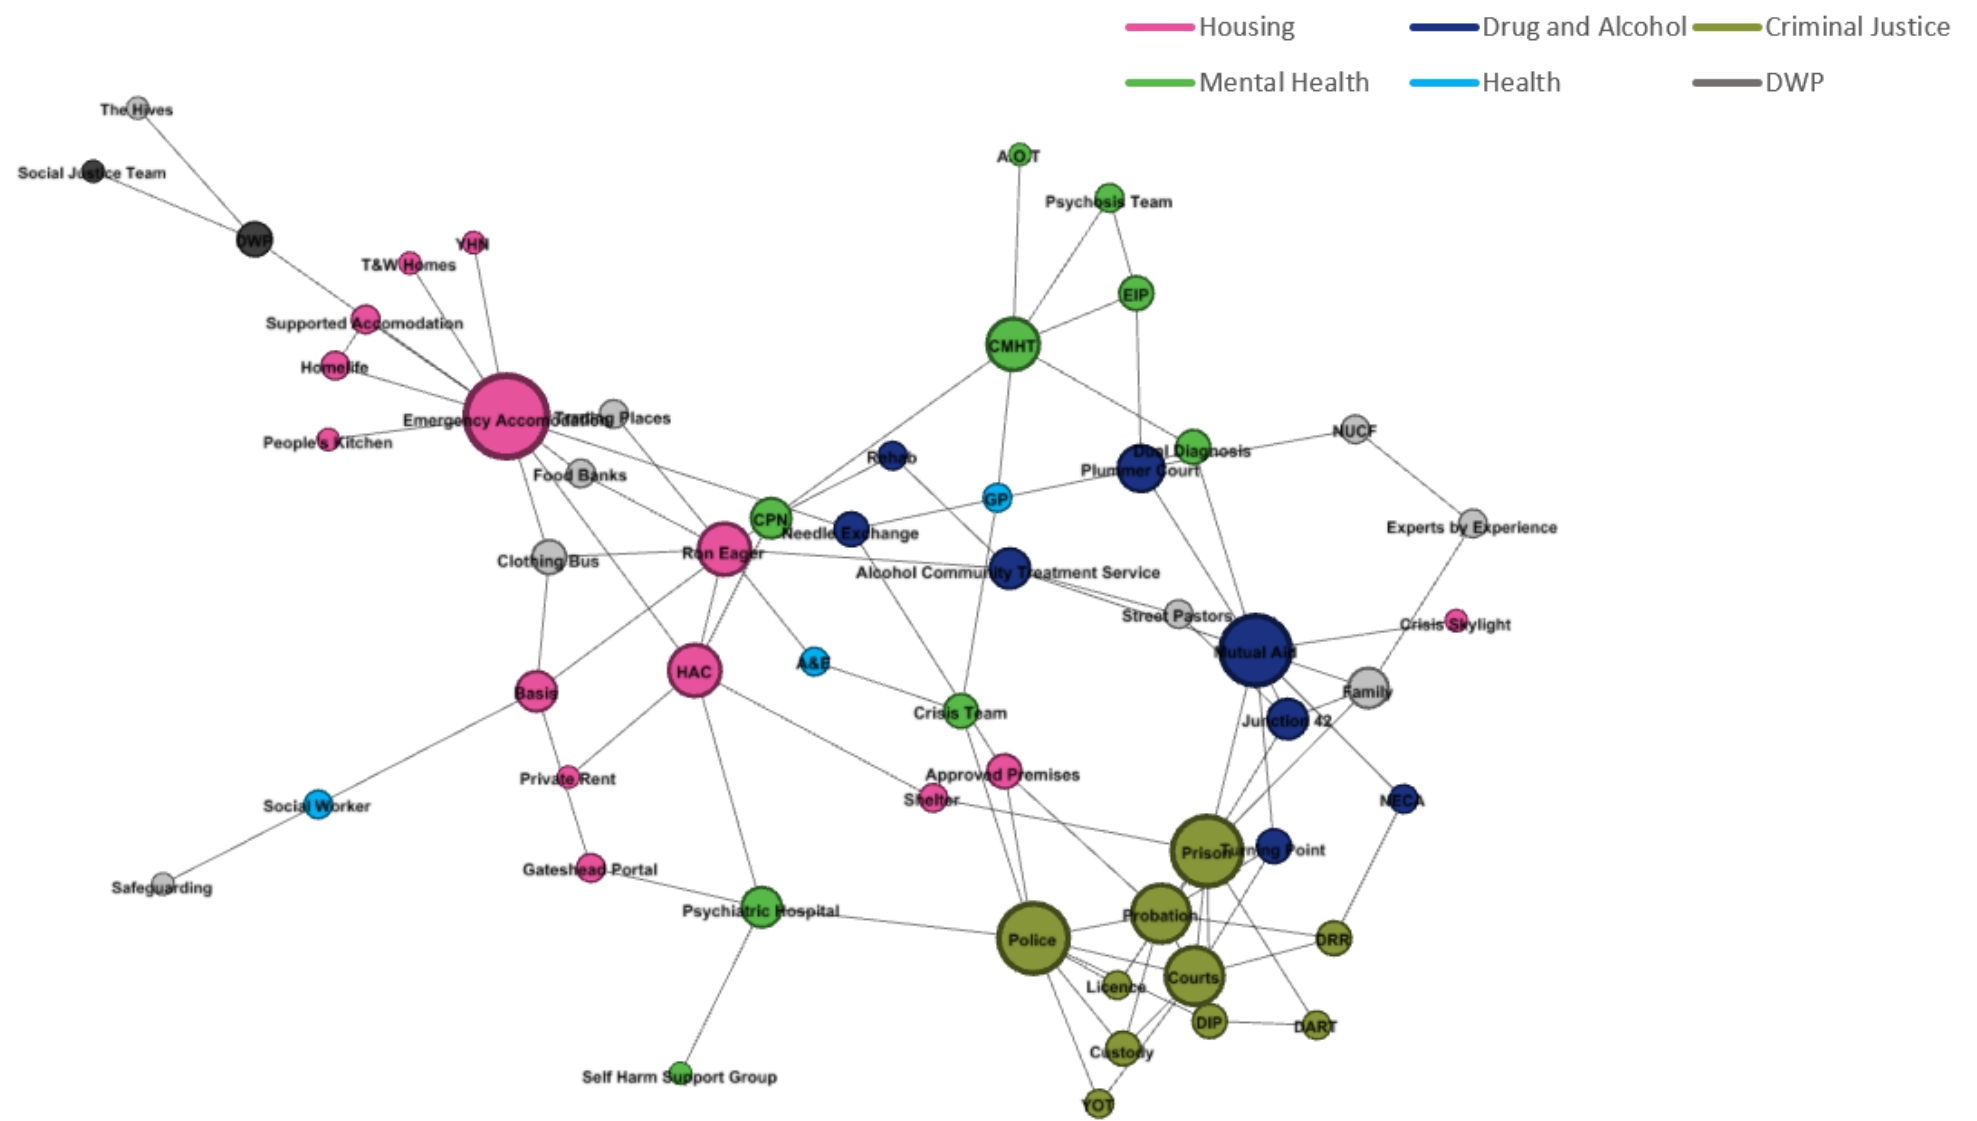 Housing
Drug and Alcohol
Criminal Justice
Mental Health
Health
DWP
The Hives
Social Justice Team
DWP
YHN
T&W Homes
Supported Accomodation
Homelife
Emergency Accomodation
Trading Places
People's Kitchen
Food Banks
A.O.T
Psychosis Team
EIP
CMHT
NUCF
Dual Diagnosis
Rehab
Plummer Court
GP
CPN
Needle Exchange
Experts by Experience
Ron Eager
Clothing Bus
Alcohol Community Treatment Service
Street Pastors
Crisis Skylight
Mutual Aid
A&E
HAC
Basis
Family
Crisis Team
Junction 42
Approved Premises
Private Rent
Shelter
NECA
Social Worker
Prison
Turning Point
Gateshead Portal
Safeguarding
Psychiatric Hospital
Probation
Police
DRR
Courts
Licence
DIP
DART
Custody
Self Harm Support Group
YOT